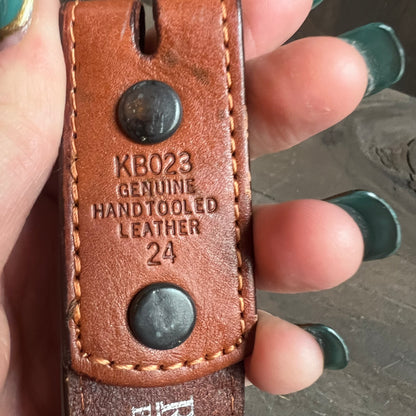 KB023
GENUINE
HANDTOOLED
LEATHER
24